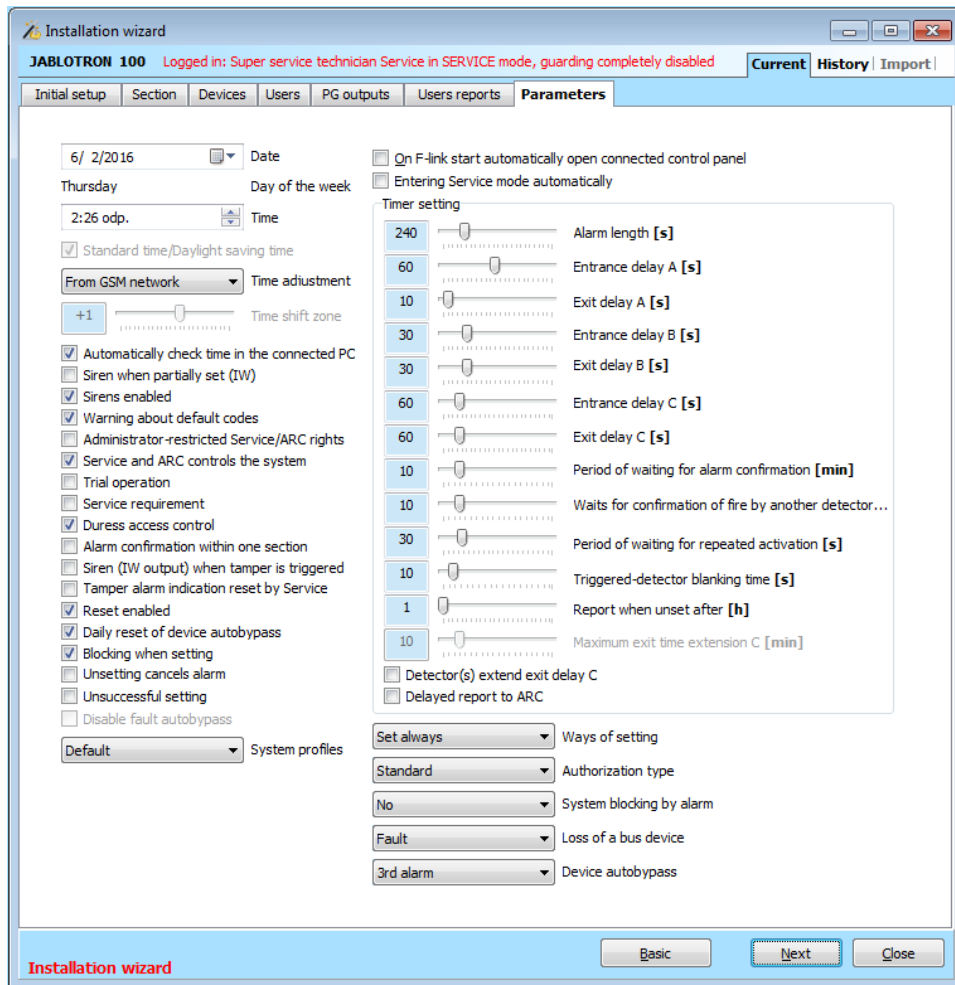 Installation wizard
JABLOTRON 100 Logged in: Super service technician Service in SERVICE mode, guarding completely disabled Current History Import
Initial setup Section Devices Users PG outputs Users reports Parameters
6/ 2/2016 Date
Thursday Day of the week
2:26 odp. Time
Standard time/Daylight saving time
From GSM network Time adiustment
+1 Time shift zone
Automatically check time in the connected PC
Siren when partially set (IW)
Sirens enabled
Warning about default codes
Administrator-restricted Service/ARC rights
Service and ARC controls the system
Trial operation
Service requirement
Duress access control
Alarm confirmation within one section
Siren (IW output) when tamper is triggered
Tamper alarm indication reset by Service
Reset enabled
Daily reset of device autobypass
Blocking when setting
Unsetting cancels alarm
Unsuccessful setting
Disable fault autobypass
Default System profiles
On F-link start automatically open connected control panel
Entering Service mode automatically
Timer setting
240 Alarm length [s]
60 Entrance delay A [s]
10 Exit delay A [s]
30 Entrance delay B [s]
30 Exit delay B [s]
60 Entrance delay C [s]
60 Exit delay C [s]
10 Period of waiting for alarm confirmation [min]
10 Waits for confirmation of fire by another detector...
30 Period of waiting for repeated activation [s]
10 Triggered-detector blanking time [s]
1 Report when unset after [h]
10 Maximum exit time extension C [min]
Detector(s) extend exit delay C
Delayed report to ARC
Set always Ways of setting
Standard Authorization type
No System blocking by alarm
Fault Loss of a bus device
3rd alarm Device autobypass
Installation wizard Basic Next Close